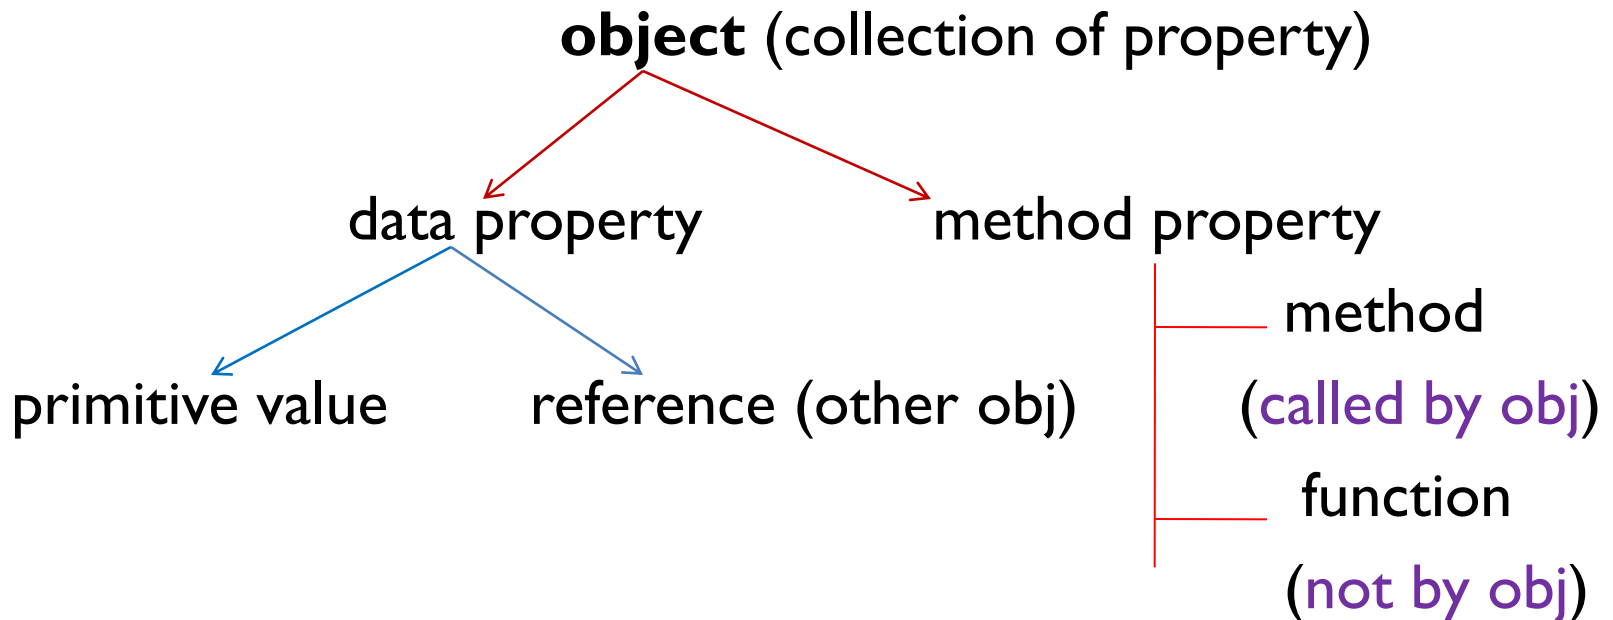 object (collection of property)
data property method property
method
primitive value reference (other obj) (called by obj)
function
(not by obj)